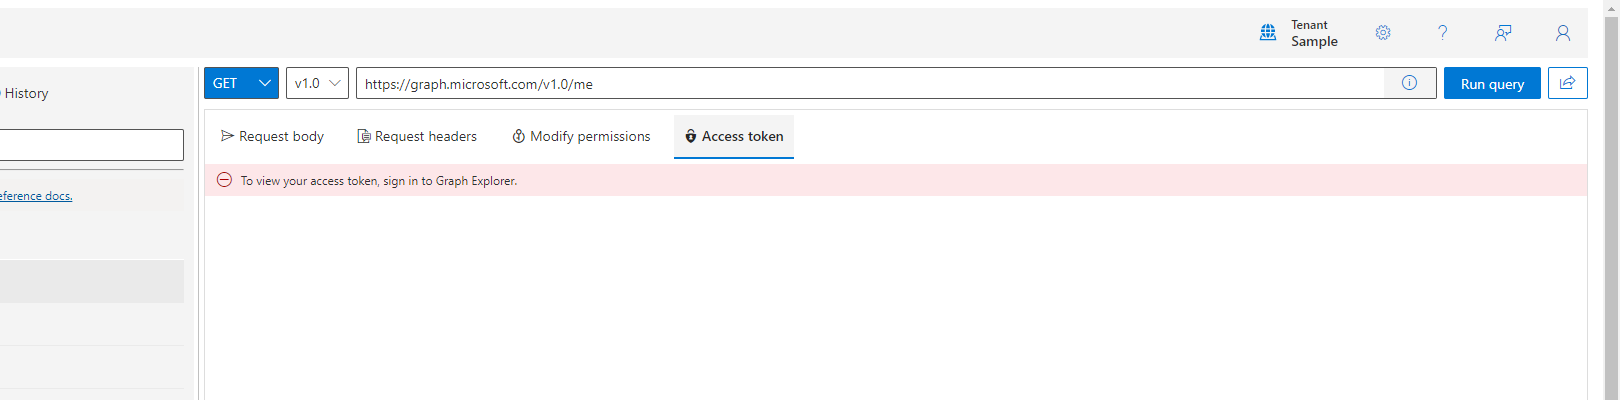 Tenant
Sample
History
GET
v1.0
https://graph.microsoft.com/v1.0/me
Run query
Request body
Request headers
Modify permissions
Access token
To view your access token, sign in to Graph Explorer.
eference docs.